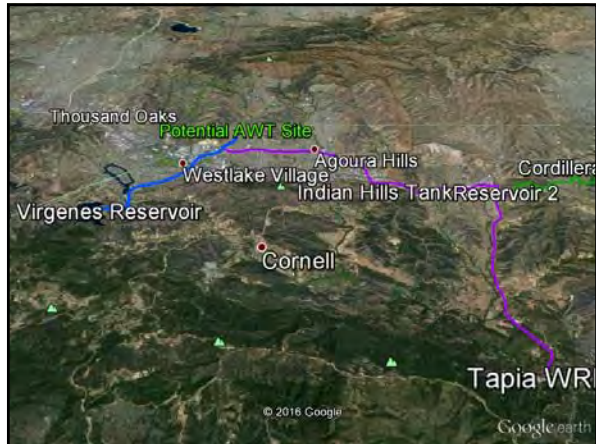 Thousand Oaks
Potential AWT Site
Agoura Hills
Cordillera
Westlake Village
Indian Hills Tank
Reservoir 2
Virgenes Reservoir
Cornell
Tapia WR
© 2016 Google
Google earth